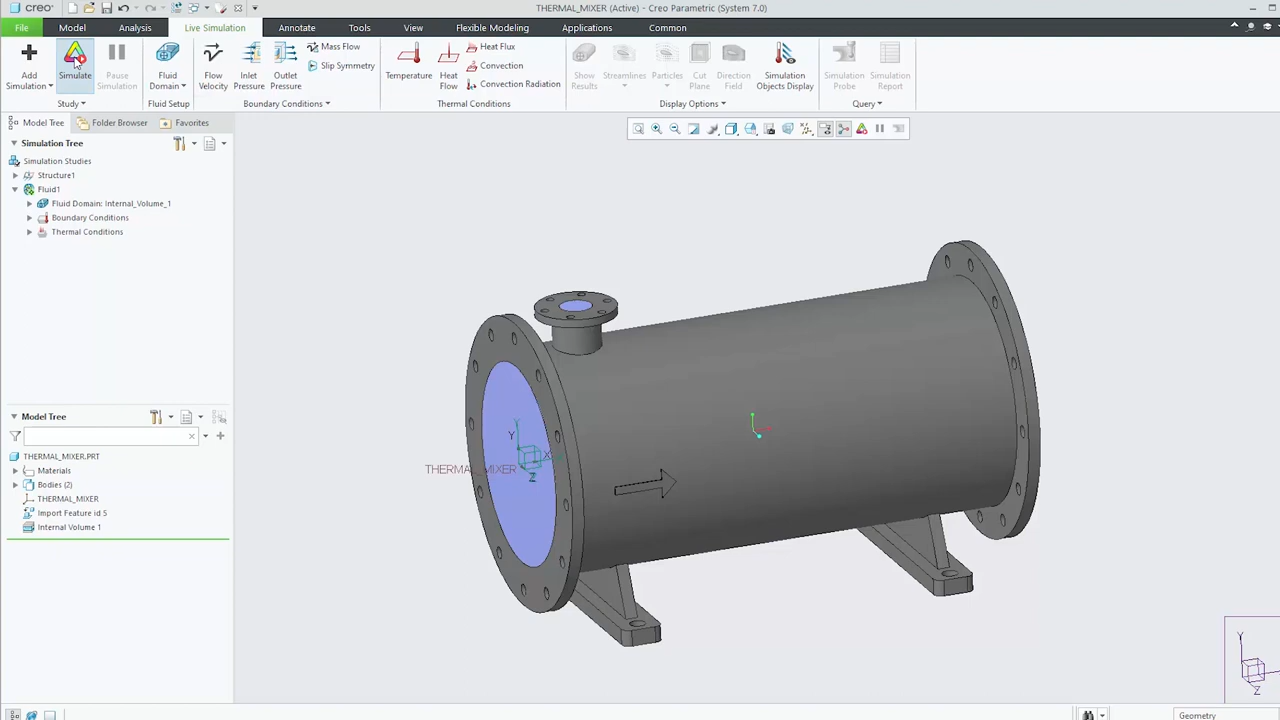 creo
THERMAL_MIXER (Active) - Creo Parametric (System 7.0)
File Model Analysis Live Simulation Annotate Tools View Flexible Modeling Applications Common
Add Simulation
Simulate
Pause Simulation
Study
Fluid Domain
Fluid Setup
Flow Velocity
Inlet Pressure
Outlet Pressure
Mass Flow
Slip Symmetry
Boundary Conditions
Temperature
Heat Flow
Heat Flux
Convection
Convection Radiation
Thermal Conditions
Show Results
Streamlines
Particles
Cut Plane
Direction Field
Simulation Objects Display
Display Options
Simulation Probe
Simulation Report
Query
Model Tree Folder Browser Favorites
Simulation Tree
Simulation Studies
Structure1
Fluid1
Fluid Domain: Internal_Volume_1
Boundary Conditions
Thermal Conditions
Model Tree
THERMAL_MIXER.PRT
Materials
Bodies (2)
THERMAL_MIXER
Import Feature id 5
Internal Volume 1
Y
Y
X
THERMAL_MIXER
Z
Y
Z
Geometry